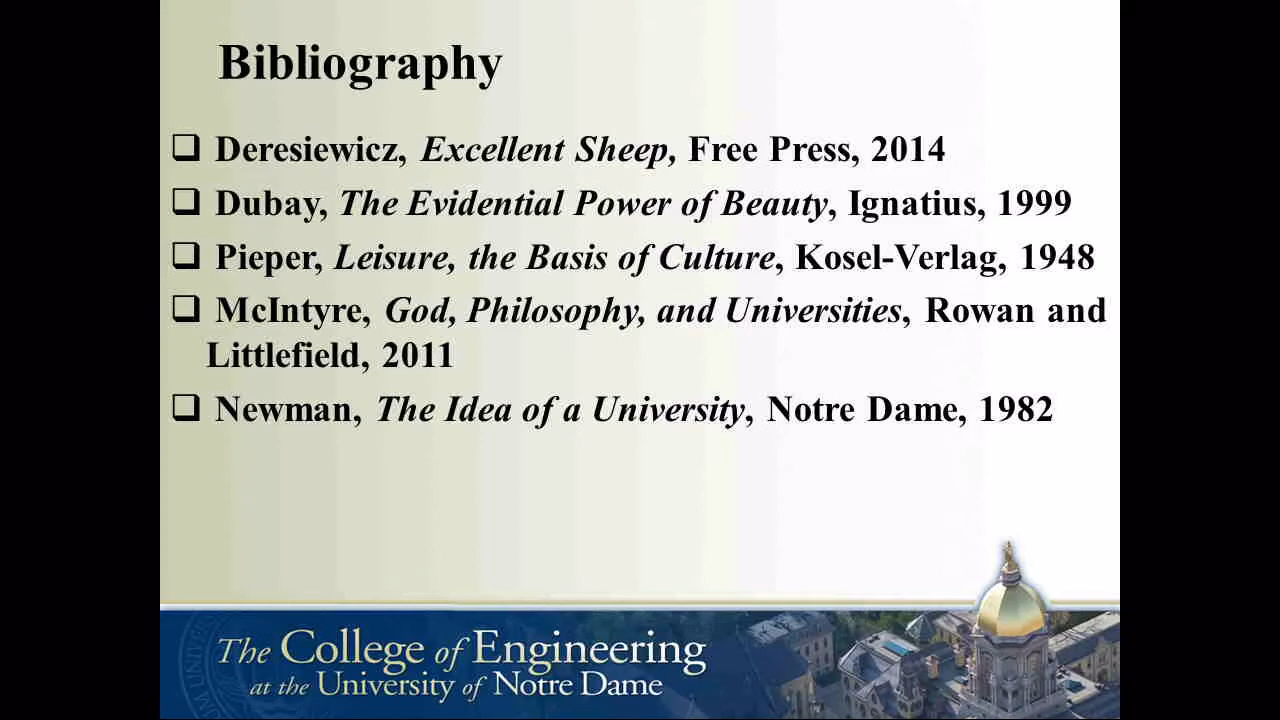 Bibliography
❑ Deresiewicz, Excellent Sheep, Free Press, 2014
❑ Dubay, The Evidential Power of Beauty, Ignatius, 1999
❑ Pieper, Leisure, the Basis of Culture, Kosel-Verlag, 1948
❑ McIntyre, God, Philosophy, and Universities, Rowan and
Littlefield, 2011
❑ Newman, The Idea of a University, Notre Dame, 1982
The College of Engineering
at the University of Notre Dame